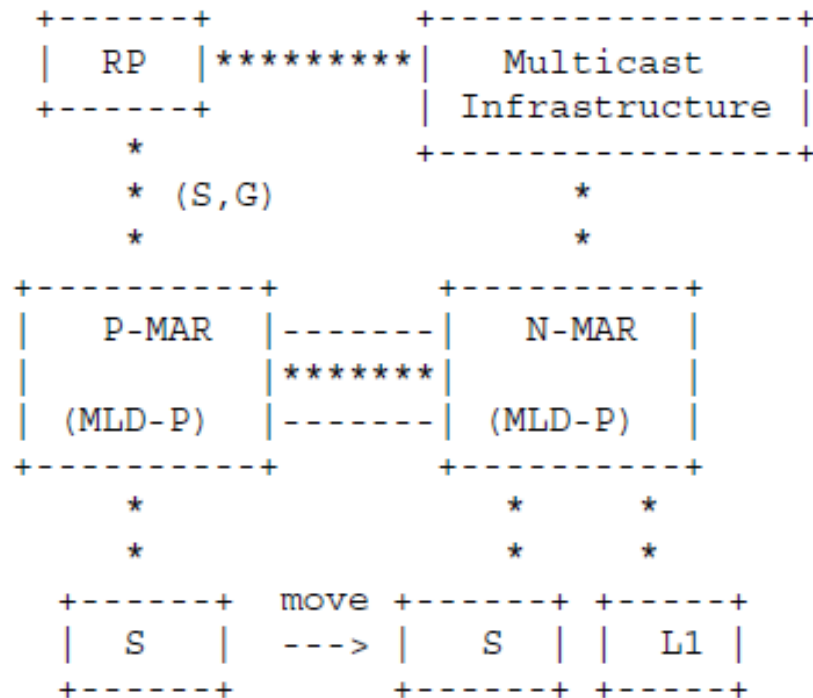 +------+           +----------------+
|  RP  |*********|   Multicast    |
+------+           | Infrastructure |
*                  +----------------+
* (S,G)            *
*                  *
+----------+       +----------+
|   P-MAR  |-------|   N-MAR  |
|          |*******|          |
| (MLD-P)  |-------| (MLD-P)  |
+----------+       +----------+
*                  *     *
*                  *     *
+------+  move +------+ +-----+
|  S   |  ---> |   S  | |  L1 |
+------+       +------+ +-----+